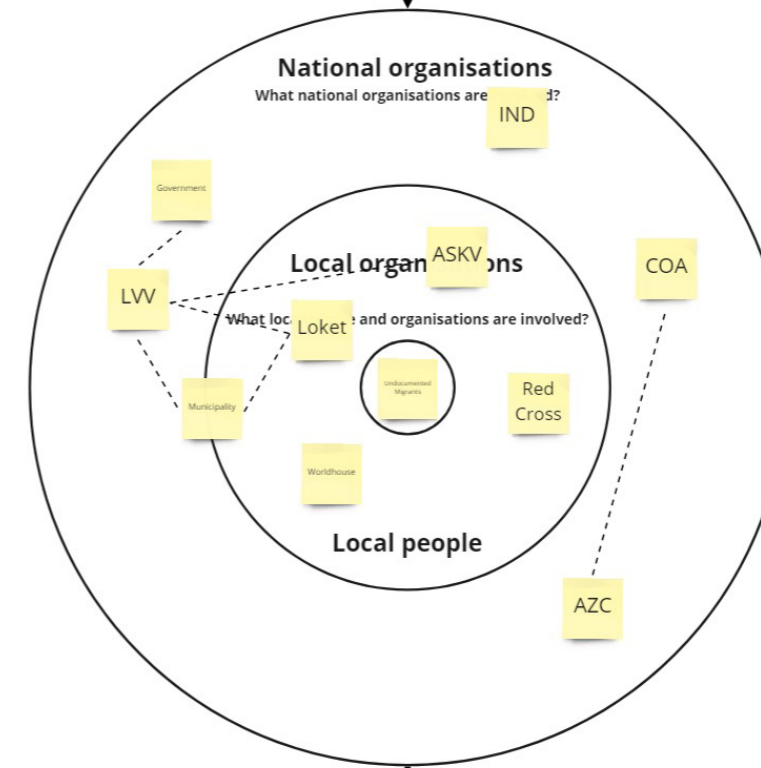 National organisations
What national organisations are d?
IND
Government
ASKV
Local organ ons
COA
LVV
What loc e and organisations are involved?
Loket
Undocumented
Migrants
Red
Cross
Municipality
Worldhouse
Local people
AZC